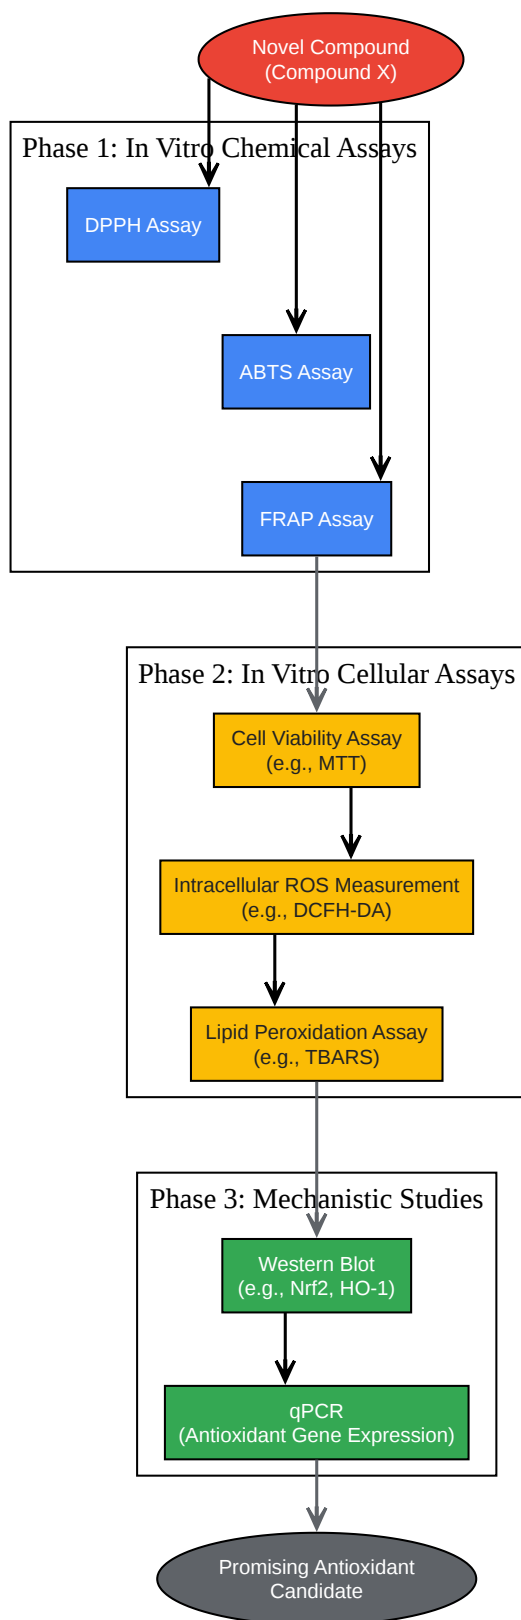 Novel Compound
(Compound X)
Phase 1: In Vitro Chemical Assays
DPPH Assay
ABTS Assay
FRAP Assay
Phase 2: In Vitro Cellular Assays
Cell Viability Assay
(e.g., MTT)
Intracellular ROS Measurement
(e.g., DCFH-DA)
Lipid Peroxidation Assay
(e.g., TBARS)
Phase 3: Mechanistic Studies
Western Blot
(e.g., Nrf2, HO-1)
qPCR
(Antioxidant Gene Expression)
Promising Antioxidant
Candidate